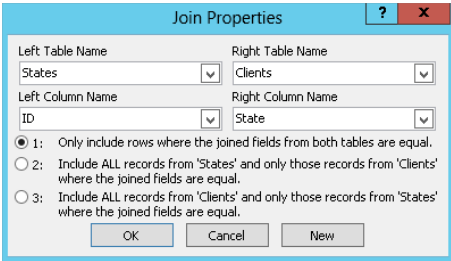 Join Properties
?
x
Left Table Name
Right Table Name
States
Clients
Left Column Name
Right Column Name
ID
State
1: Only include rows where the joined fields from both tables are equal.
2: Include ALL records from 'States' and only those records from 'Clients'
where the joined fields are equal.
3: Include ALL records from 'Clients' and only those records from 'States'
where the joined fields are equal.
OK
Cancel
New